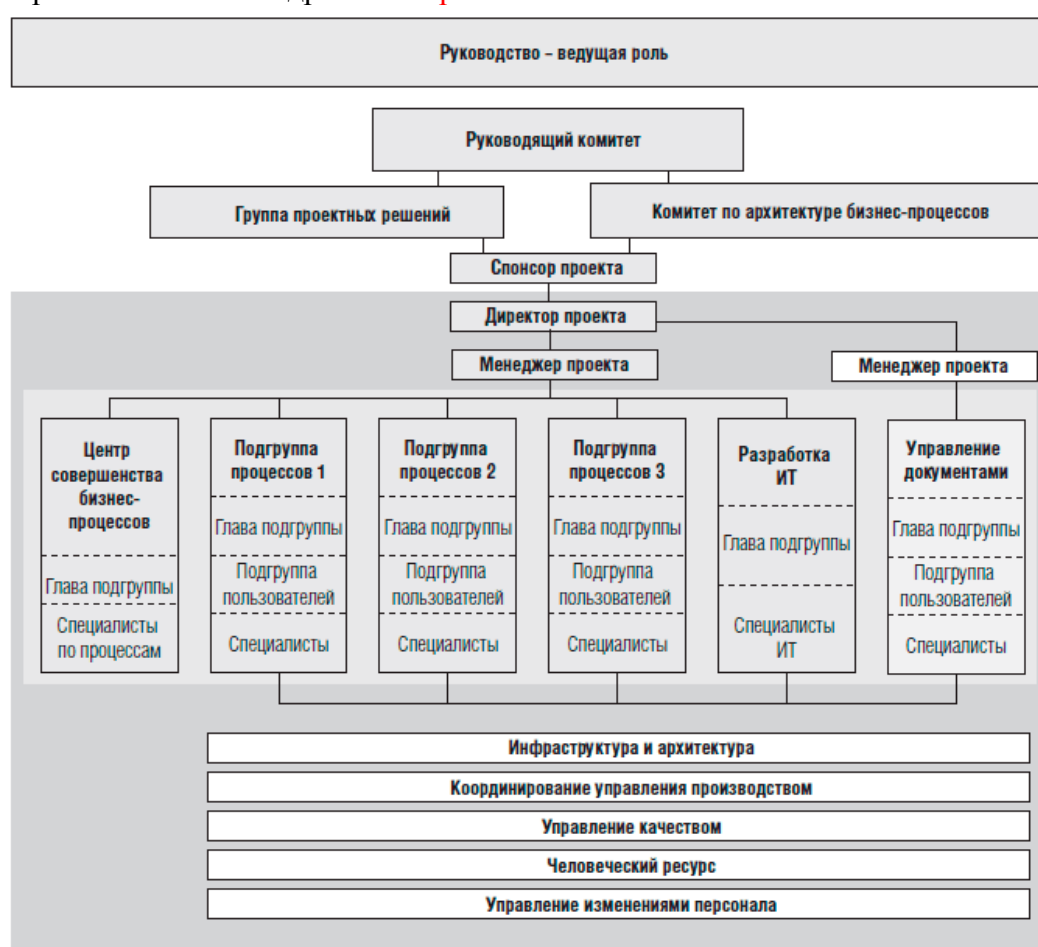 Руководство – ведущая роль
Руководящий комитет
Группа проектных решений
Комитет по архитектуре бизнес-процессов
Спонсор проекта
Директор проекта
Менеджер проекта
Менеджер проекта
Центр
совершенства
бизнес-
процессов
Глава подгруппы
Специалисты
по процессам
Подгруппа
процессов 1
Глава подгруппы
Подгруппа
пользователей
Специалисты
Подгруппа
процессов 2
Глава подгруппы
Подгруппа
пользователей
Специалисты
Подгруппа
процессов 3
Глава подгруппы
Подгруппа
пользователей
Специалисты
Разработка
ИТ
Глава подгруппы
Специалисты
ИТ
Управление
документами
Глава подгруппы
Подгруппа
пользователей
Специалисты
Инфраструктура и архитектура
Координирование управления производством
Управление качеством
Человеческий ресурс
Управление изменениями персонала